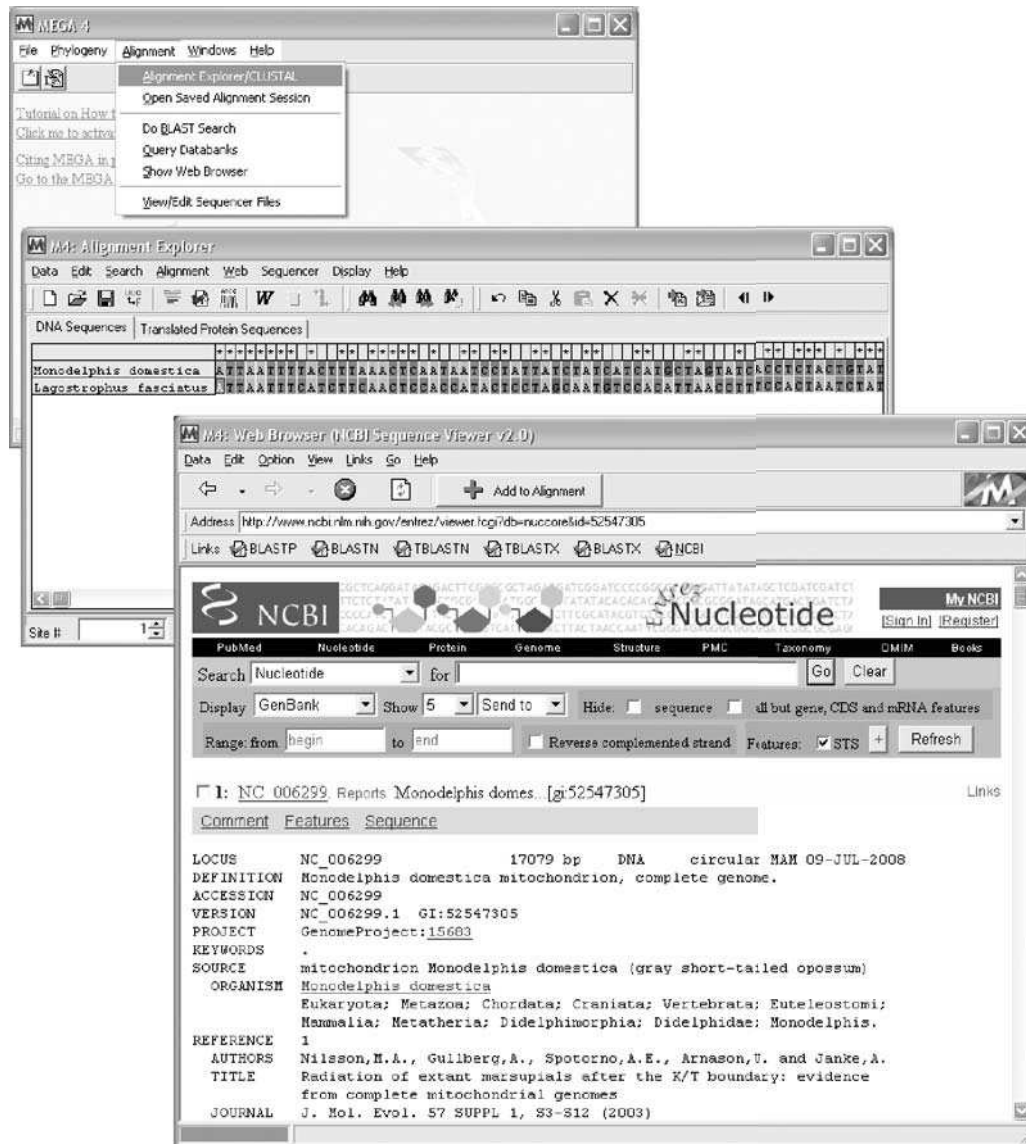 MEGA 4
File Phylogeny Alignment Windows Help
Alignment Explorer/CLUSTAL
Open Saved Alignment Session
Tutorial on How t
Click me to activa
Do BLAST Search
Query Databanks
Citing MEGA in p
Show Web Browser
Go to the MEGA
View/Edit Sequencer Files
M4: Alignment Explorer
Data Edit Search Alignment Web Sequencer Display Help
W
DNA Sequences Translated Protein Sequences
Monodelphis domestica
Lagostrophus fasciatus
Site # 1
M4: Web Browser (NCBI Sequence Viewer v2.0)
Data Edit Option View Links Go Help
Add to Alignment
Address http://www.ncbi.nlm.nih.gov/entrez/viewer.fcgi?db=nuccore&id=52547305
Links BLASTP BLASTN TBLASTN TBLASTX BLASTX NCBI
NCBI Entrez Nucleotide My NCBI
[Sign In] [Register]
PubMed Nucleotide Protein Genome Structure PMC Taxonomy OMIM Books
Search Nucleotide for Go Clear
Display GenBank Show 5 Send to Hide: sequence all but gene, CDS and mRNA features
Range: from begin to end Reverse complemented strand Features: STS + Refresh
1: NC_006299. Reports Monodelphis domes...[gi:52547305] Links
Comment Features Sequence
LOCUS NC_006299 17079 bp DNA circular MAM 09-JUL-2008
DEFINITION Monodelphis domestica mitochondrion, complete genome.
ACCESSION NC_006299
VERSION NC_006299.1 GI:52547305
PROJECT GenomeProject:15683
KEYWORDS .
SOURCE mitochondrion Monodelphis domestica (gray short-tailed opossum)
ORGANISM Monodelphis domestica
Eukaryota; Metazoa; Chordata; Craniata; Vertebrata; Euteleostomi;
Mammalia; Metatheria; Didelphimorphia; Didelphidae; Monodelphis.
REFERENCE 1
AUTHORS Nilsson,M.A., Gullberg,A., Spotorno,A.E., Arnason,U. and Janke,A.
TITLE Radiation of extant marsupials after the K/T boundary: evidence
from complete mitochondrial genomes
JOURNAL J. Mol. Evol. 57 SUPPL 1, S3-S12 (2003)